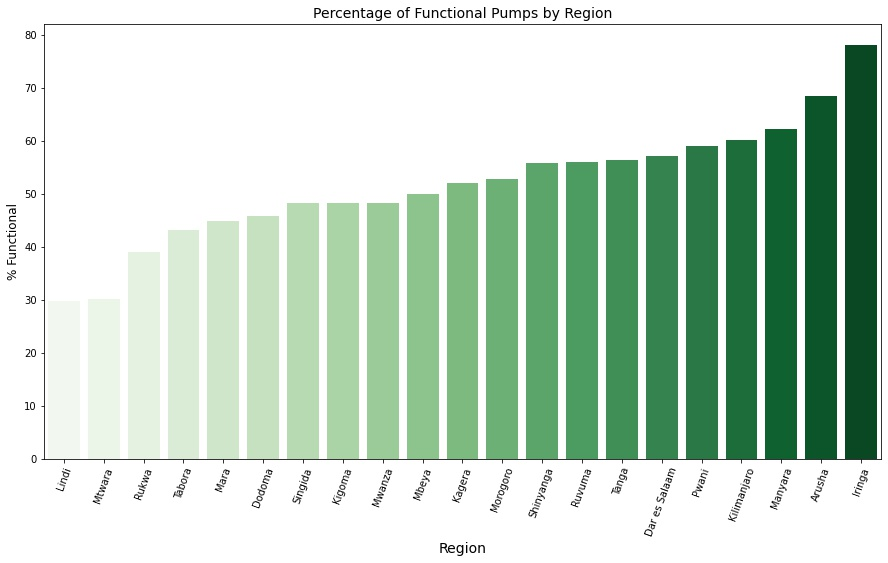 Percentage of Functional Pumps by Region
% Functional
80
70
60
50
40
30
20
10
0
Lindi
Mtwara
Rukwa
Tabora
Mara
Dodoma
Singida
Kigoma
Mwanza
Mbeya
Kagera
Morogoro
Shinyanga
Ruvuma
Tanga
Dar es Salaam
Pwani
Kilimanjaro
Manyara
Arusha
Iringa
Region